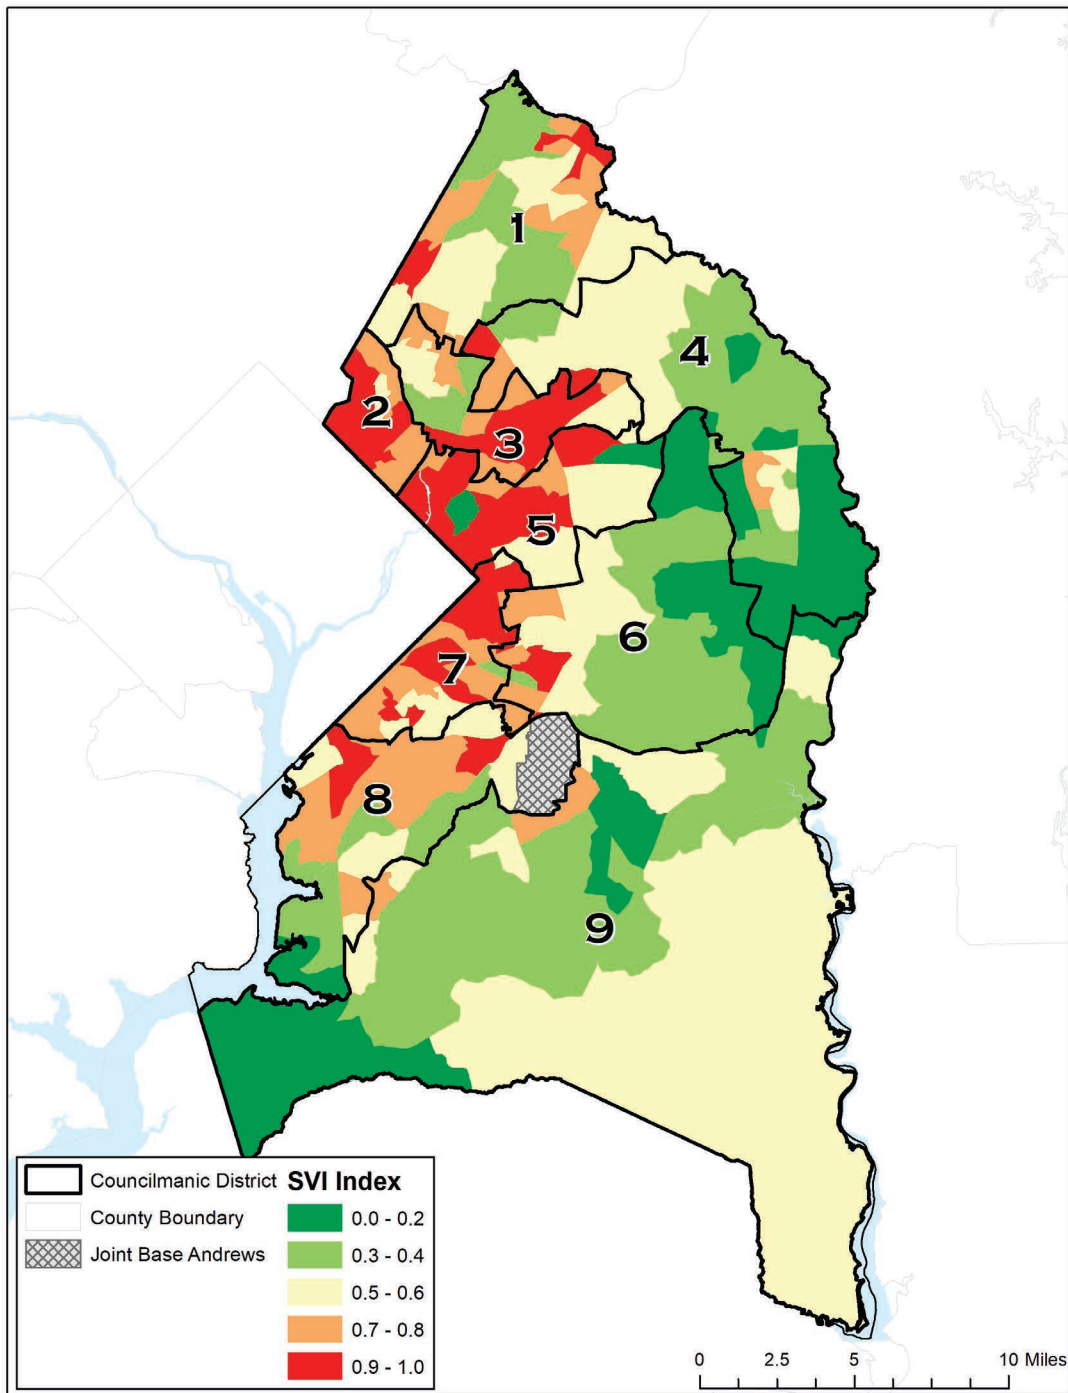 1
4
2
3
5
6
7
8
9
Councilmanic District
County Boundary
Joint Base Andrews
SVI Index
0.0 - 0.2
0.3 - 0.4
0.5 - 0.6
0.7 - 0.8
0.9 - 1.0
0 2.5 5 10 Miles